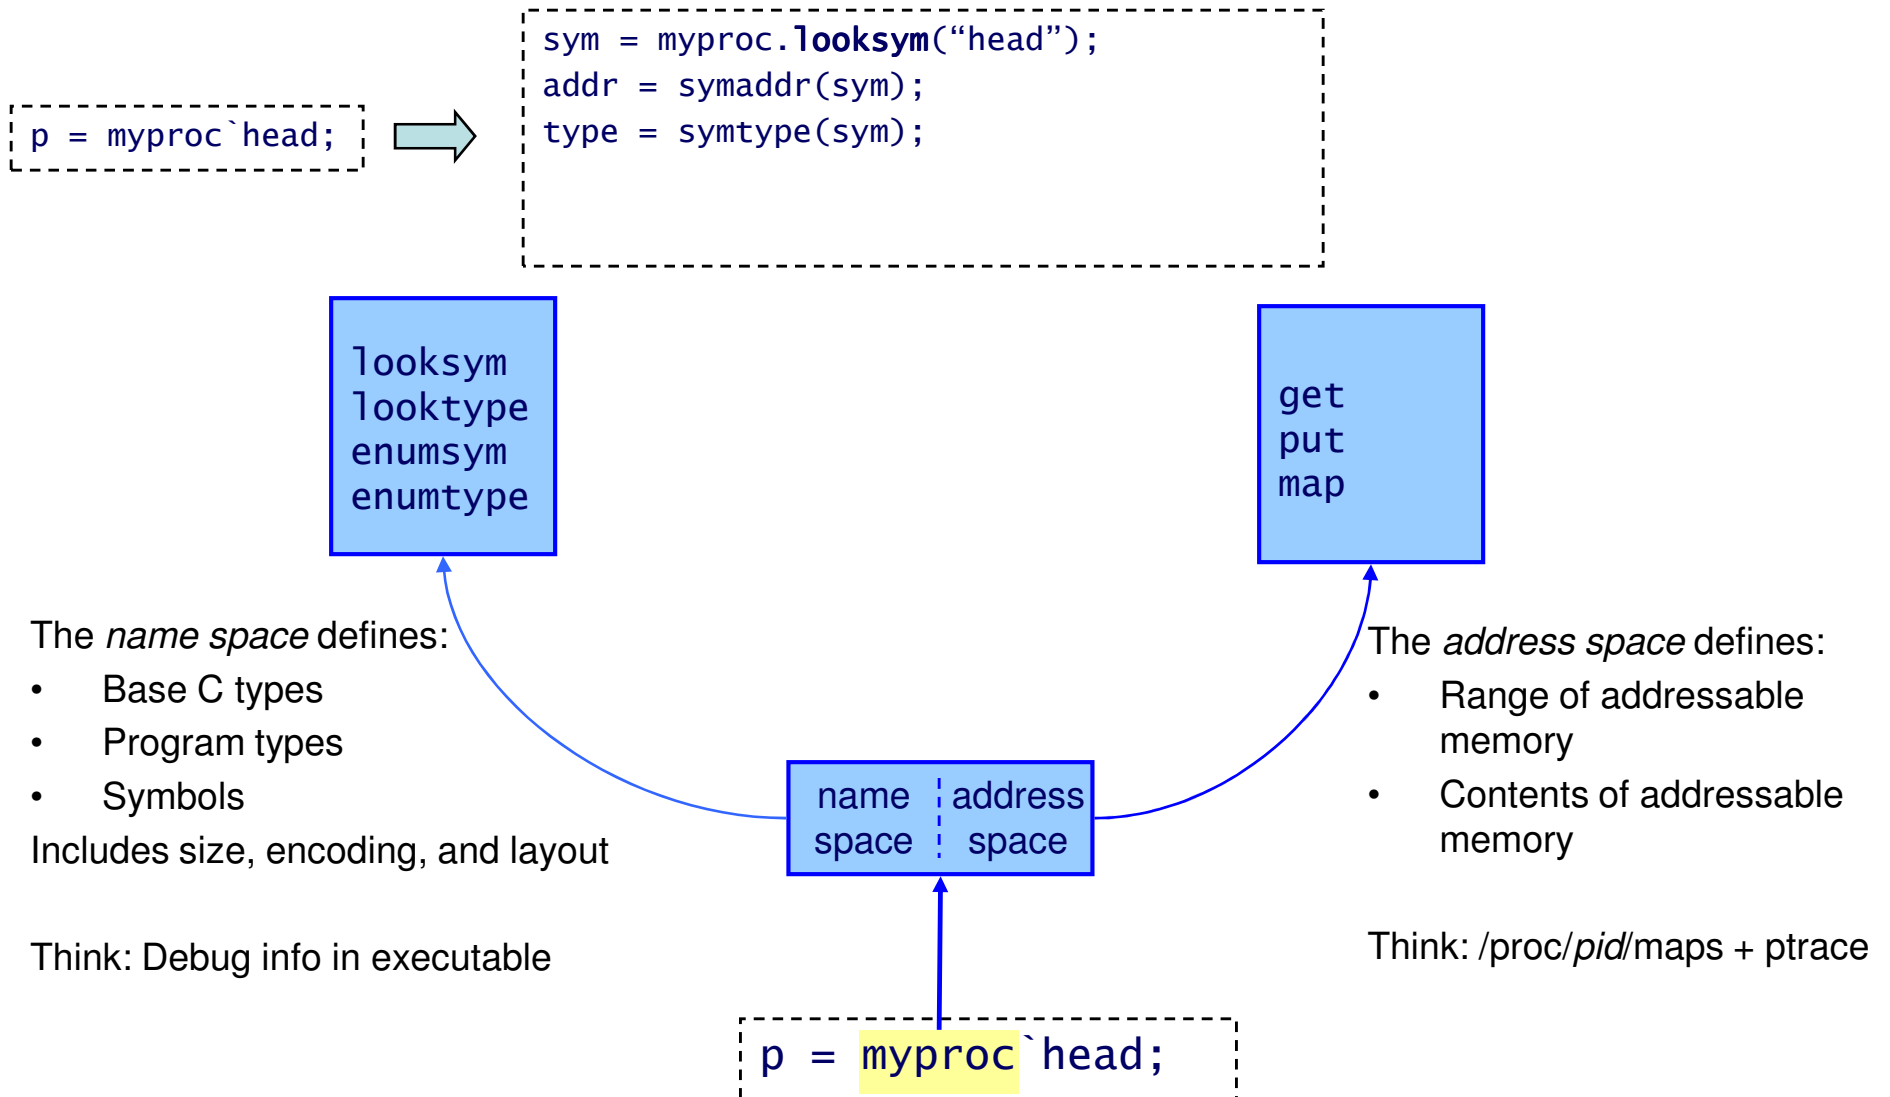 p = myproc`head;
sym = myproc.looksym(“head”);
addr = symaddr(sym);
type = symtype(sym);
looksym
looktype
enumsym
enumtype
get
put
map
The name space defines:
• Base C types
• Program types
• Symbols
Includes size, encoding, and layout
Think: Debug info in executable
name
space
address
space
The address space defines:
• Range of addressable
memory
• Contents of addressable
memory
Think: /proc/pid/maps + ptrace
p = myproc`head;